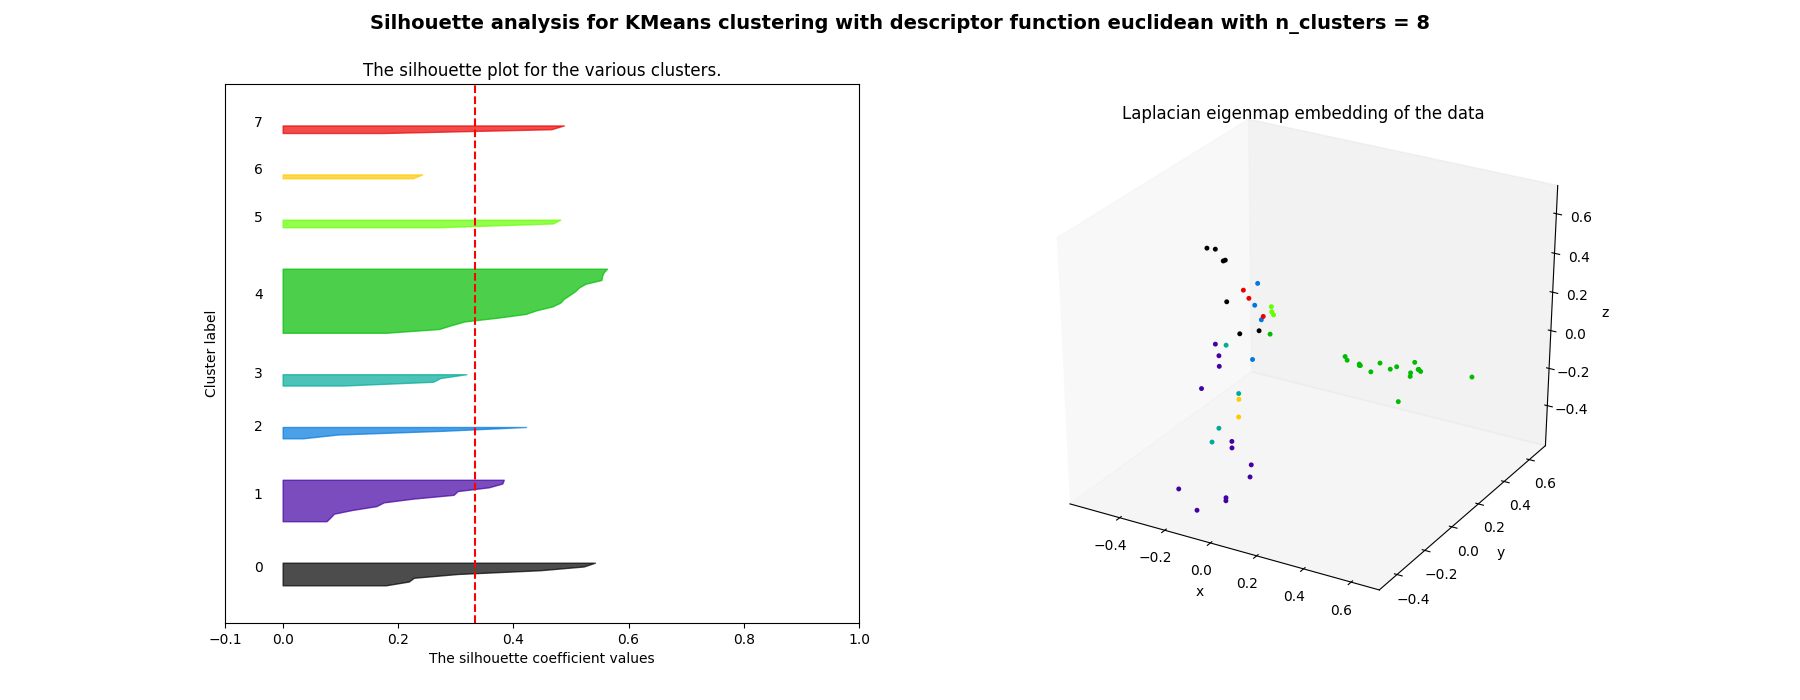 Silhouette analysis for KMeans clustering with descriptor function euclidean with n_clusters = 8
The silhouette plot for the various clusters.
7
6
5
4
3
2
1
0
Cluster label
−0.1 0.0 0.2 0.4 0.6 0.8 1.0
The silhouette coefficient values
Laplacian eigenmap embedding of the data
0.6
0.4
0.2
0.0
−0.2
−0.4
z
−0.4
−0.2
0.0
0.2
0.4
0.6
x
−0.4
−0.2
0.0
0.2
0.4
0.6
y